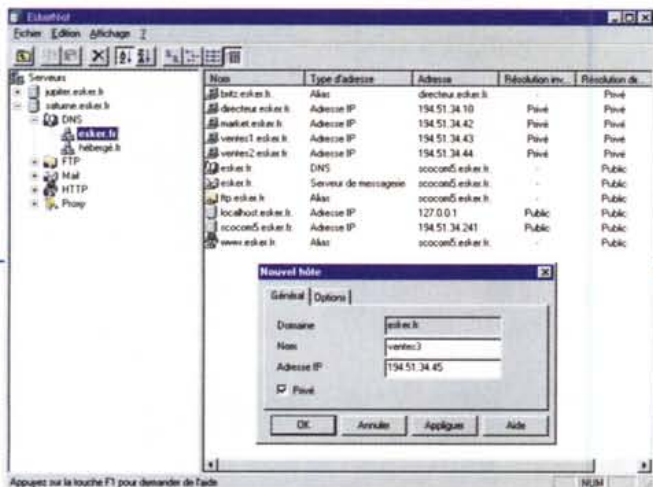 EskerNet
Fichier Edition Affichage ?
Serveurs
jupiter.esker.fr
saturne.esker.fr
DNS
esker.fr
hébergé.fr
FTP
Mail
HTTP
Proxy
Nom Type d'adresse Adresse Résolution inv... Résolution de...
britz.esker.fr. Alias directeur.esker.fr. - Privé
directeur.esker.fr. Adresse IP 194.51.34.10 Privé Privé
market.esker.fr. Adresse IP 194.51.34.42 Privé Privé
ventes1.esker.fr. Adresse IP 194.51.34.43 Privé Privé
ventes2.esker.fr. Adresse IP 194.51.34.44 Privé Privé
esker.fr. DNS scocom5.esker.fr. - Public
esker.fr. Serveur de messagerie scocom5.esker.fr. - Public
ftp.esker.fr. Alias scocom5.esker.fr. - Public
localhost.esker.fr. Adresse IP 127.0.0.1 Public Public
scocom5.esker.fr. Adresse IP 194.51.34.241 Public Public
www.esker.fr. Alias scocom5.esker.fr. - Public
Nouvel hôte
Général Options
Domaine esker.fr
Nom ventes3
Adresse IP 194.51.34.45
Privé
OK Annuler Appliquer Aide
Appuyez sur la touche F1 pour demander de l'aide NUM